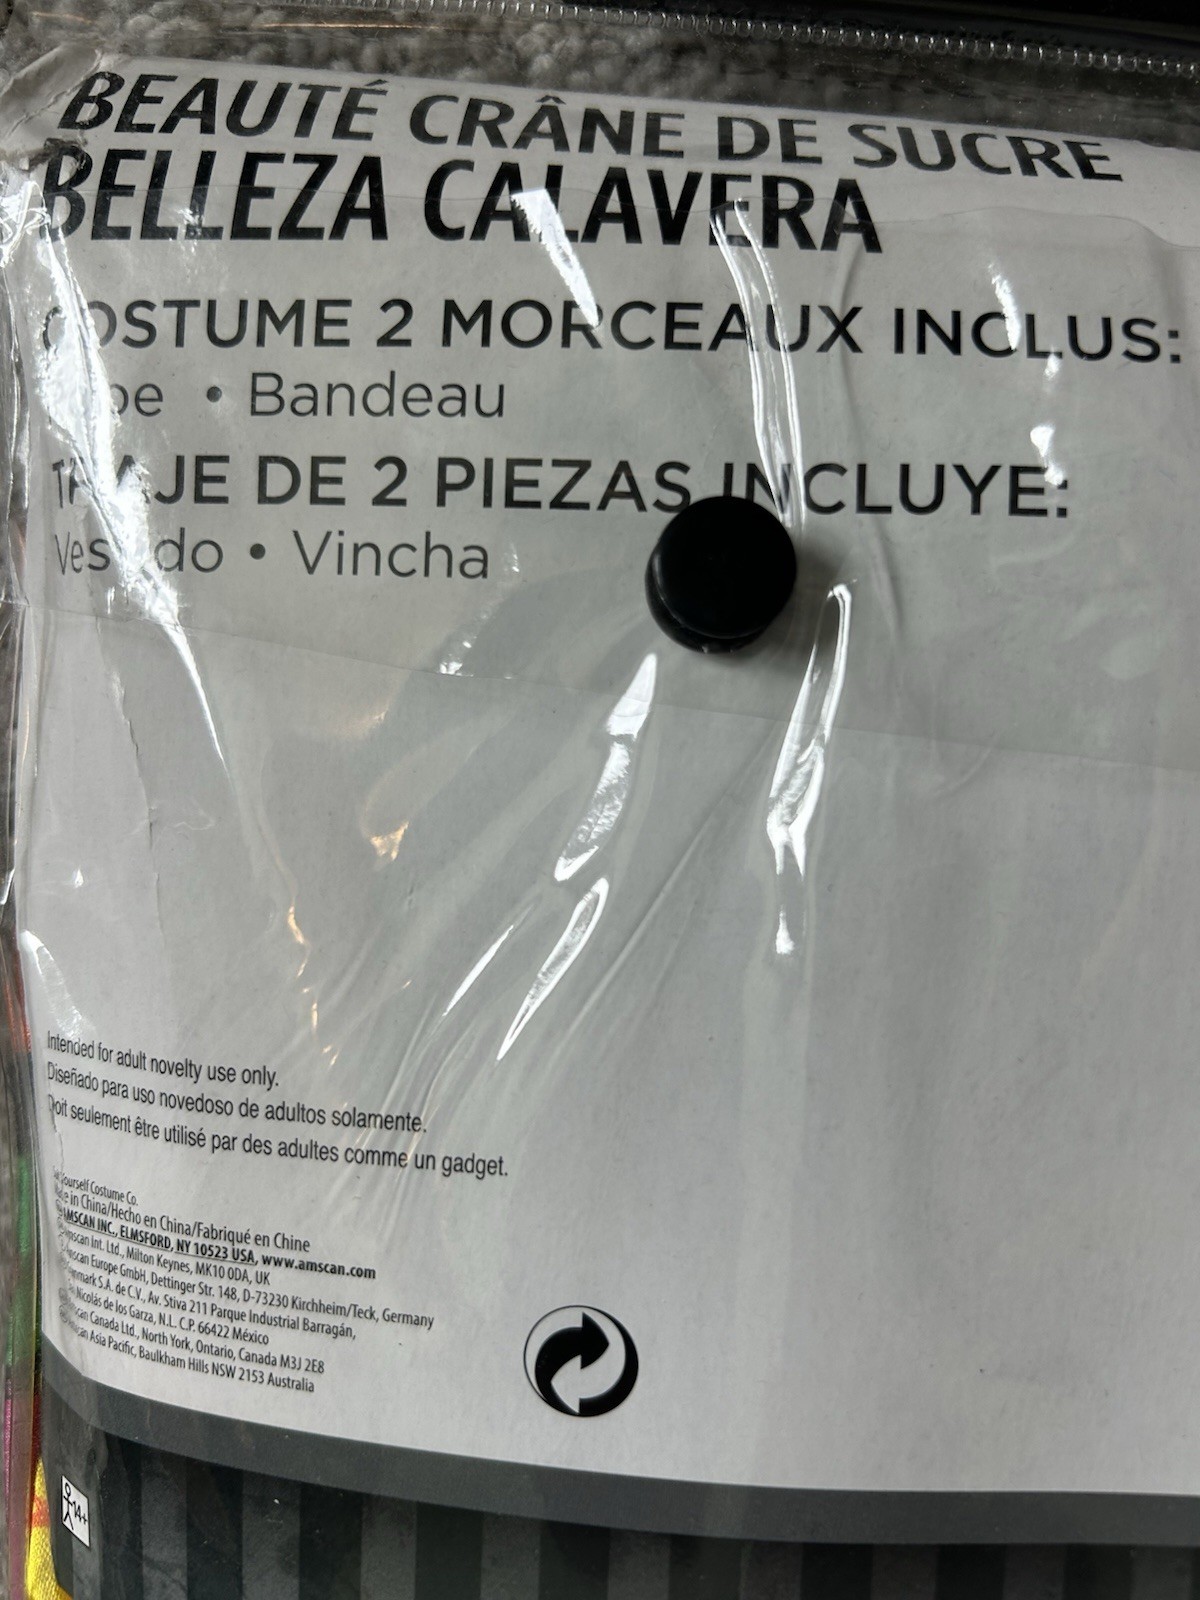 BEAUTÉ CRÂNE DE SUCRE
BELLEZA CALAVERA
COSTUME 2 MORCEAUX INCLUS:
• Bandeau
TRAJE DE 2 PIEZAS INCLUYE:
Vestido • Vincha
Intended for adult novelty use only.
Diseñado para uso novedoso de adultos solamente.
Doit seulement être utilisé par des adultes comme un gadget.
Yourself Costume Co.
Made in China/Hecho en China/Fabriqué en Chine
AMSCAN INC., ELMSFORD, NY 10523 USA, www.amscan.com
Amscan Int. Ltd., Milton Keynes, MK10 0DA, UK
Amscan Europe GmbH, Dettinger Str. 148, D-73230 Kirchheim/Teck, Germany
S.A. de C.V., Av. Stiva 211 Parque Industrial Barragán,
Nicolás de los Garza, N.L. C.P. 66422 México
Amscan Canada Ltd., North York, Ontario, Canada M3J 2E8
Amscan Asia Pacific, Baulkham Hills NSW 2153 Australia
14+